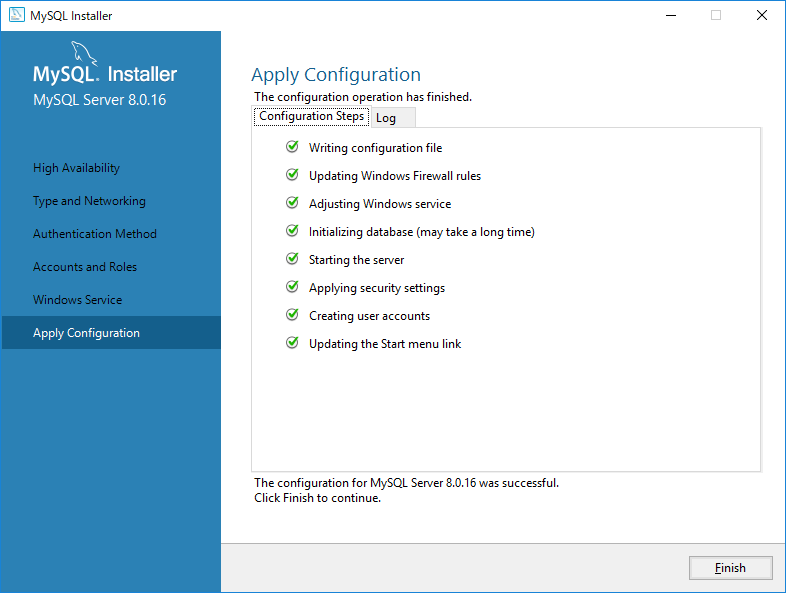 MySQL Installer
MySQL. Installer
MySQL Server 8.0.16
High Availability
Type and Networking
Authentication Method
Accounts and Roles
Windows Service
Apply Configuration
Apply Configuration
The configuration operation has finished.
Configuration Steps
Log
Writing configuration file
Updating Windows Firewall rules
Adjusting Windows service
Initializing database (may take a long time)
Starting the server
Applying security settings
Creating user accounts
Updating the Start menu link
The configuration for MySQL Server 8.0.16 was successful.
Click Finish to continue.
Finish